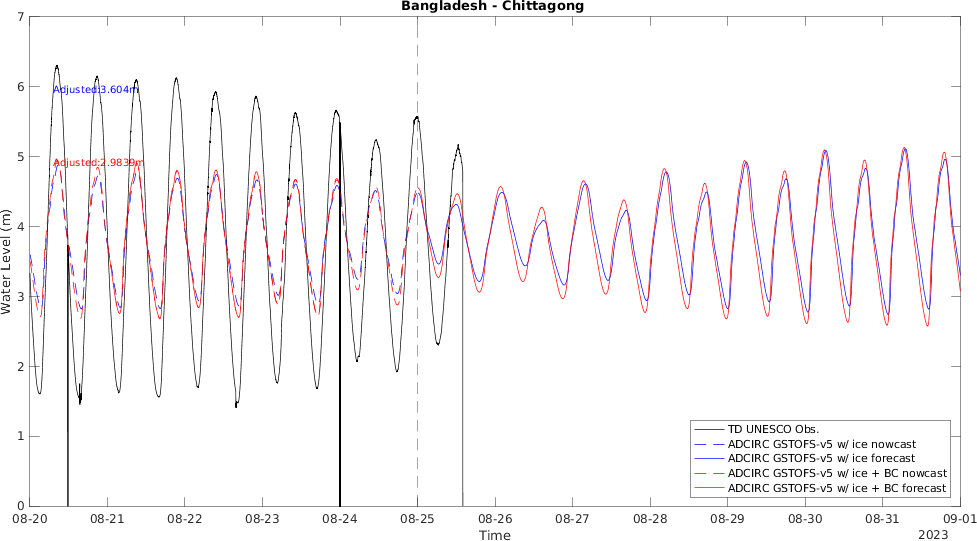 Bangladesh - Chittagong
7
6
5
4
3
2
1
0
Water Level (m)
Adjusted:3.604m
Adjusted:2.9839m
TD UNESCO Obs.
ADCIRC GSTOFS-v5 w/ ice nowcast
ADCIRC GSTOFS-v5 w/ ice forecast
ADCIRC GSTOFS-v5 w/ ice + BC nowcast
ADCIRC GSTOFS-v5 w/ ice + BC forecast
08-20 08-21 08-22 08-23 08-24 08-25 08-26 08-27 08-28 08-29 08-30 08-31 09-01
Time
2023